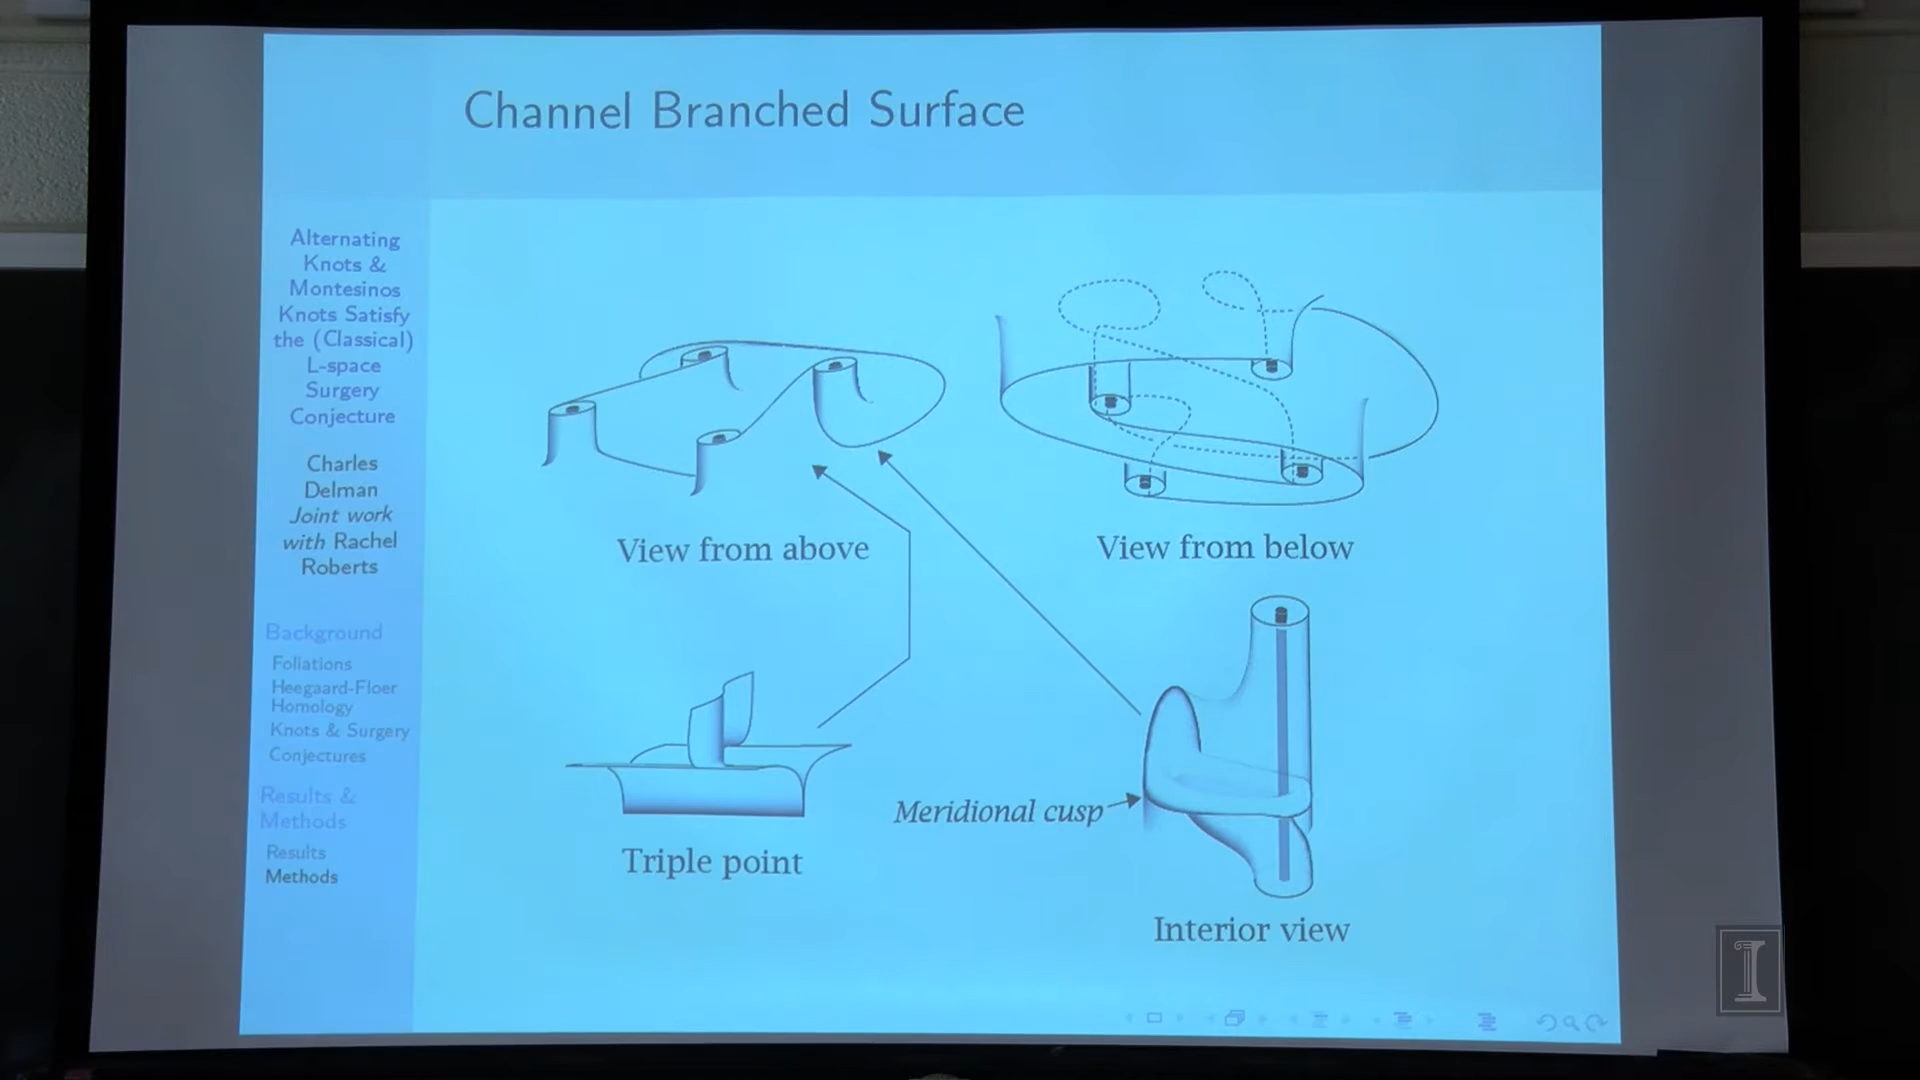 Channel Branched Surface
Alternating
Knots &
Montesinos
Knots Satisfy
the (Classical)
L-space
Surgery
Conjecture
Charles
Delman
Joint work
with Rachel
Roberts
Background
Foliations
Heegaard-Floer
Homology
Knots & Surgery
Conjectures
Results &
Methods
Results
Methods
View from above
View from below
Triple point
Meridional cusp
Interior view
I